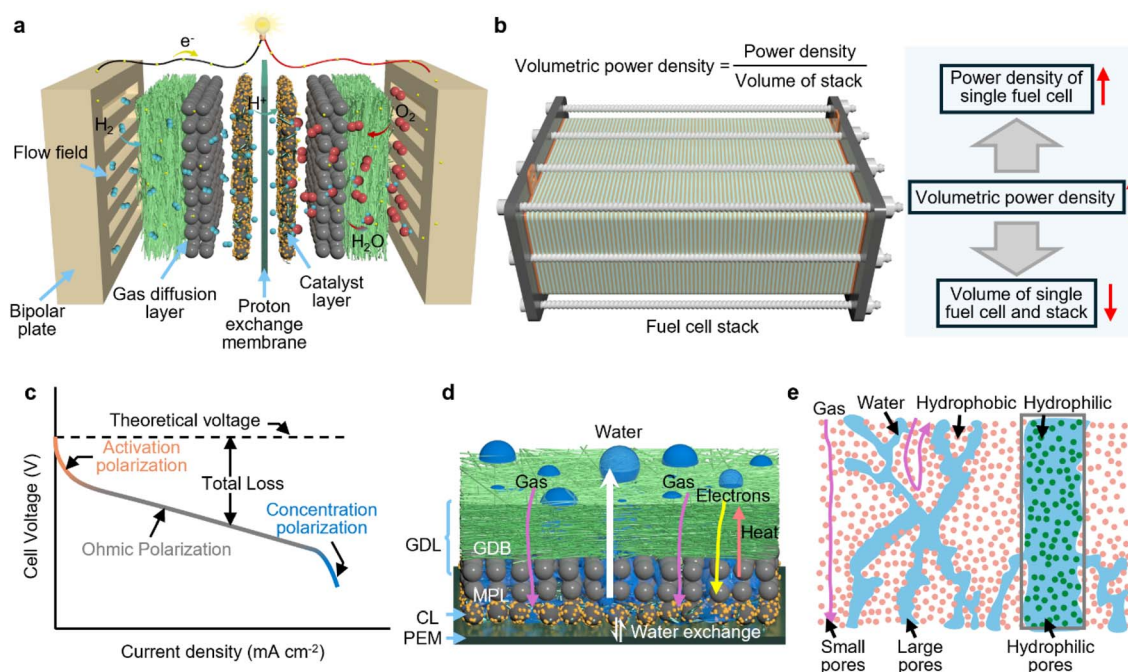 a
e-
H2
H+
O2
Flow field
H2O
Bipolar
plate
Gas diffusion
layer
Proton
exchange
membrane
Catalyst
layer
b
Volumetric power density = Power density
Volume of stack
Fuel cell stack
Power density of
single fuel cell
Volumetric power density
Volume of single
fuel cell and stack
c
Cell Voltage (V)
Theoretical voltage
Activation
polarization
Total Loss
Concentration
polarization
Ohmic Polarization
Current density (mA cm-2)
d
Water
Gas
Gas
Electrons
Heat
GDL
GDB
MPL
CL
PEM
Water exchange
e
Gas
Water
Hydrophobic
Hydrophilic
Small
pores
Large
pores
Hydrophilic
pores